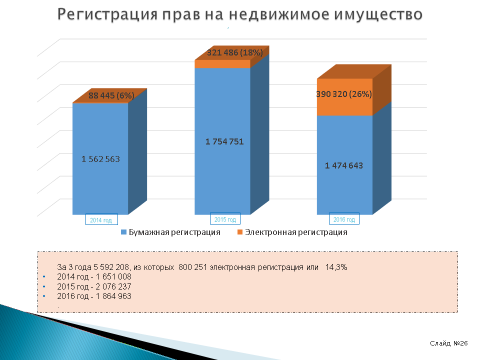 Регистрация прав на недвижимое имущество
88 445 (6%)
821 486 (18%)
390 320 (26%)
1 562 563
1 754 751
1 474 643
2014 год
2015 год
2016 год
Бумажная регистрация
Электронная регистрация
За 3 года 5 592 208, из которых 800 251 электронная регистрация или 14,3%
• 2014 год - 1 651 008
• 2015 год - 2 076 237
• 2016 год - 1 864 963
Слайд №26